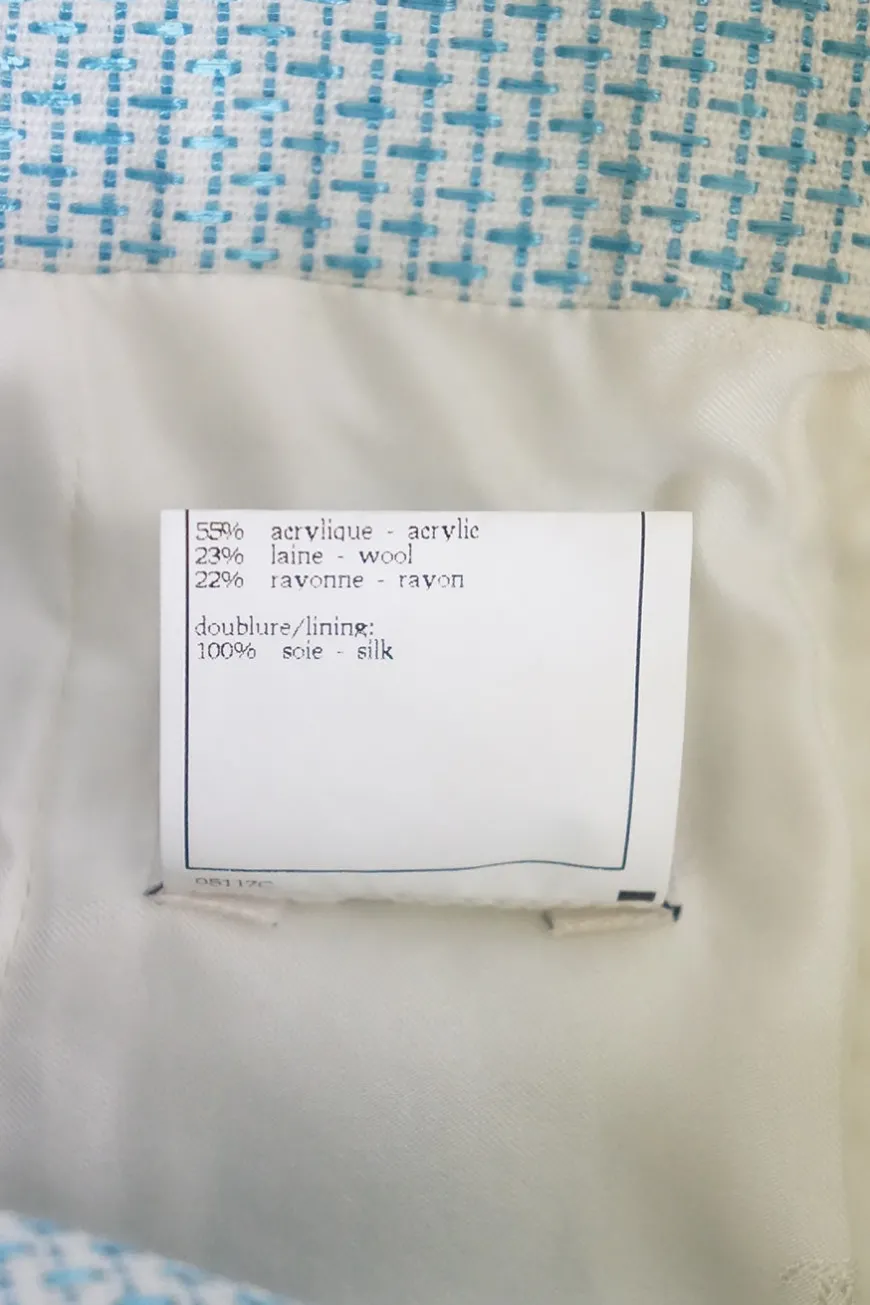 55% acrylique - acrylic
23% laine - wool
22% rayonne - rayon
doublure/lining:
100% soie - silk